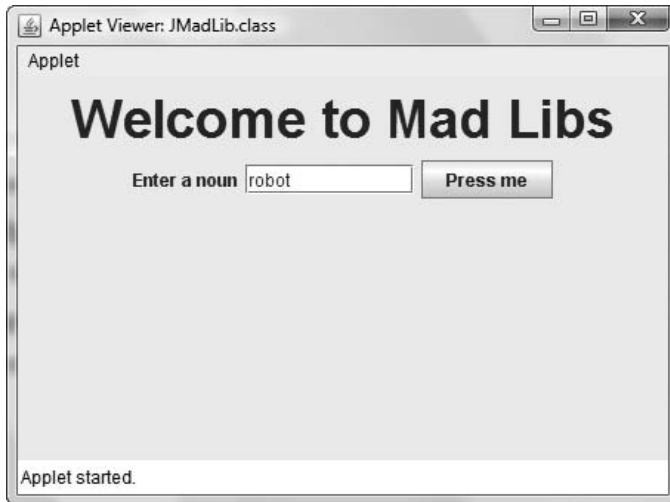 Applet Viewer: JMadLib.class
Applet
Welcome to Mad Libs
Enter a noun robot Press me
Applet started.